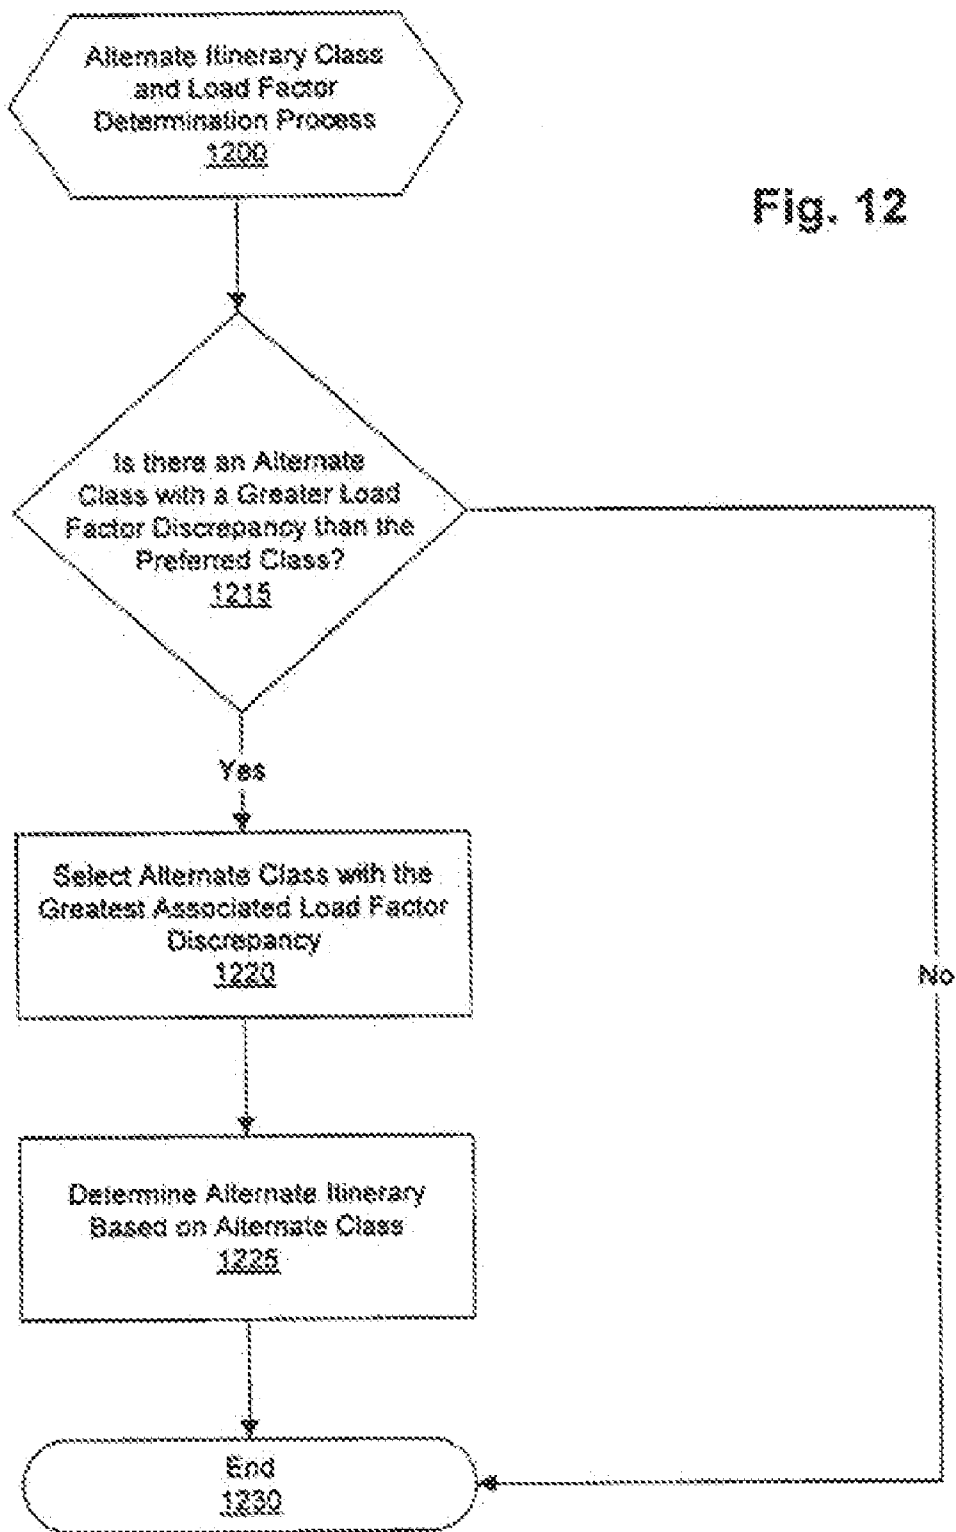 Alternate Itinerary Class
and Load Factor
Determination Process
1200
Fig. 12
Is there an Alternate
Class with a Greater Load
Factor Discrepancy than the
Preferred Class?
1215
Yes
Select Alternate Class with the
Greatest Associated Load Factor
Discrepancy
1220
No
Determine Alternate Itinerary
Based on Alternate Class
1225
End
1230